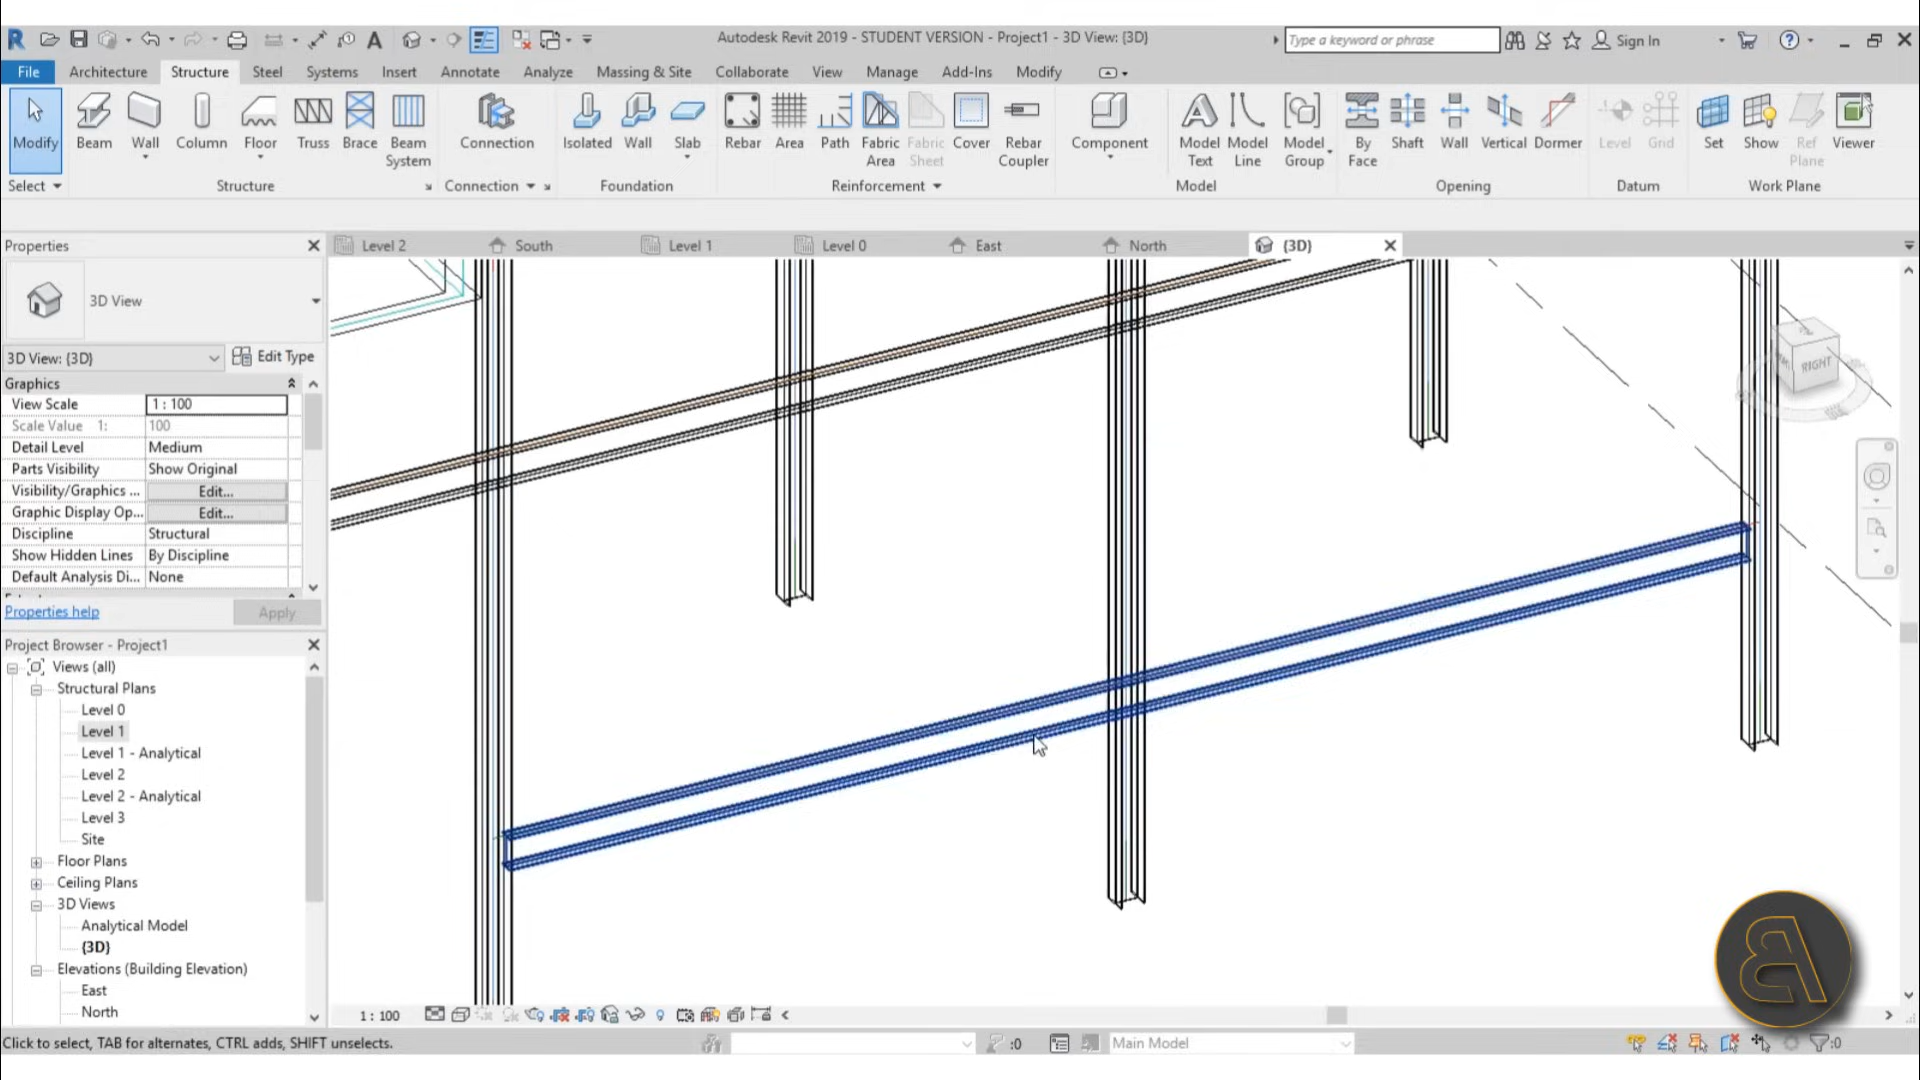 Autodesk Revit 2019 - STUDENT VERSION - Project1 - 3D View: {3D}
Type a keyword or phrase
Sign In
File Architecture Structure Steel Systems Insert Annotate Analyze Massing & Site Collaborate View Manage Add-Ins Modify
Modify Beam Wall Column Floor Truss Brace Beam System Connection Isolated Wall Slab Rebar Area Path Fabric Area Fabric Sheet Cover Rebar Coupler Component Model Text Model Line Model Group By Face Shaft Wall Vertical Dormer Level Grid Set Show Ref Plane Viewer
Select Structure Connection Foundation Reinforcement Model Opening Datum Work Plane
Properties
Level 2 South Level 1 Level 0 East North {3D}
3D View
3D View: {3D} Edit Type
Graphics
View Scale 1 : 100
Scale Value 1: 100
Detail Level Medium
Parts Visibility Show Original
Visibility/Graphics ... Edit...
Graphic Display Op... Edit...
Discipline Structural
Show Hidden Lines By Discipline
Default Analysis Di... None
Properties help Apply
Project Browser - Project1
Views (all)
Structural Plans
Level 0
Level 1
Level 1 - Analytical
Level 2
Level 2 - Analytical
Level 3
Site
Floor Plans
Ceiling Plans
3D Views
Analytical Model
{3D}
Elevations (Building Elevation)
East
North
RIGHT
1 : 100
Click to select, TAB for alternates, CTRL adds, SHIFT unselects.
:0
Main Model
:0